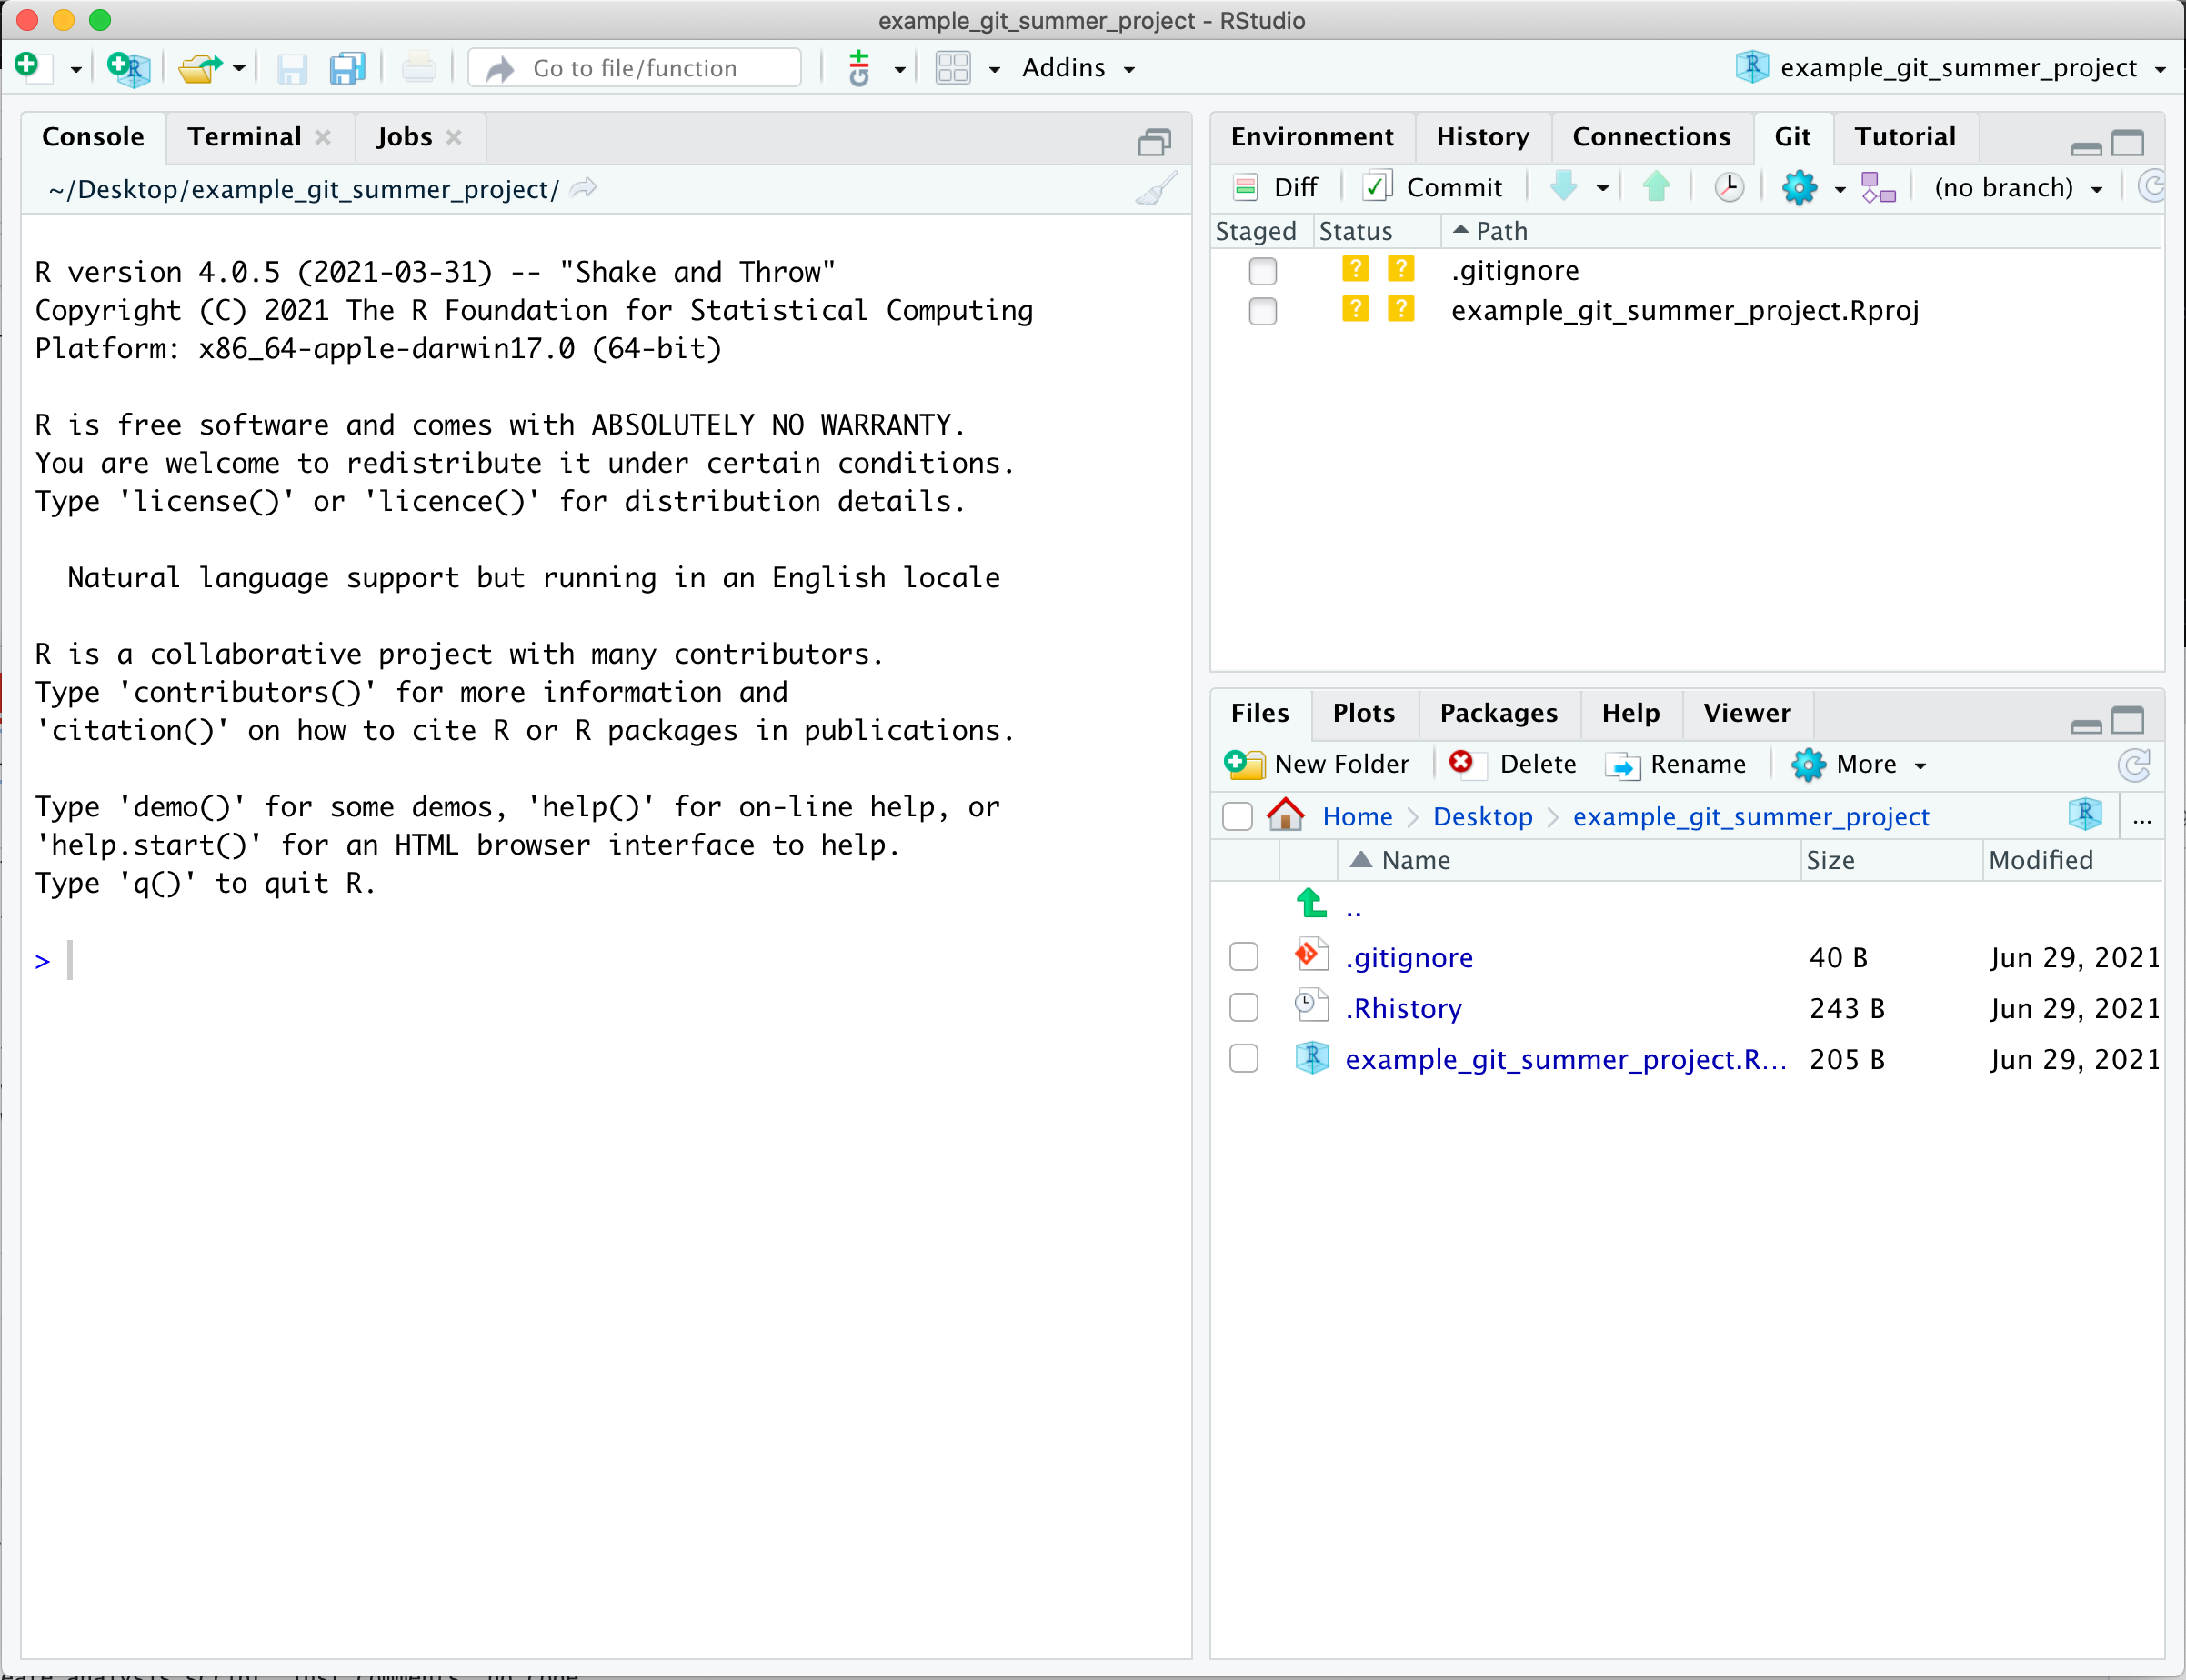 example_git_summer_project - RStudio
Go to file/function
Addins
example_git_summer_project
Console Terminal Jobs
~/Desktop/example_git_summer_project/
R version 4.0.5 (2021-03-31) -- "Shake and Throw"
Copyright (C) 2021 The R Foundation for Statistical Computing
Platform: x86_64-apple-darwin17.0 (64-bit)
R is free software and comes with ABSOLUTELY NO WARRANTY.
You are welcome to redistribute it under certain conditions.
Type 'license()' or 'licence()' for distribution details.
Natural language support but running in an English locale
R is a collaborative project with many contributors.
Type 'contributors()' for more information and
'citation()' on how to cite R or R packages in publications.
Type 'demo()' for some demos, 'help()' for on-line help, or
'help.start()' for an HTML browser interface to help.
Type 'q()' to quit R.
>
Environment History Connections Git Tutorial
Diff Commit (no branch)
Staged Status Path
? ? .gitignore
? ? example_git_summer_project.Rproj
Files Plots Packages Help Viewer
New Folder Delete Rename More
Home Desktop example_git_summer_project ...
Name Size Modified
..
.gitignore 40 B Jun 29, 2021
.Rhistory 243 B Jun 29, 2021
example_git_summer_project.R... 205 B Jun 29, 2021